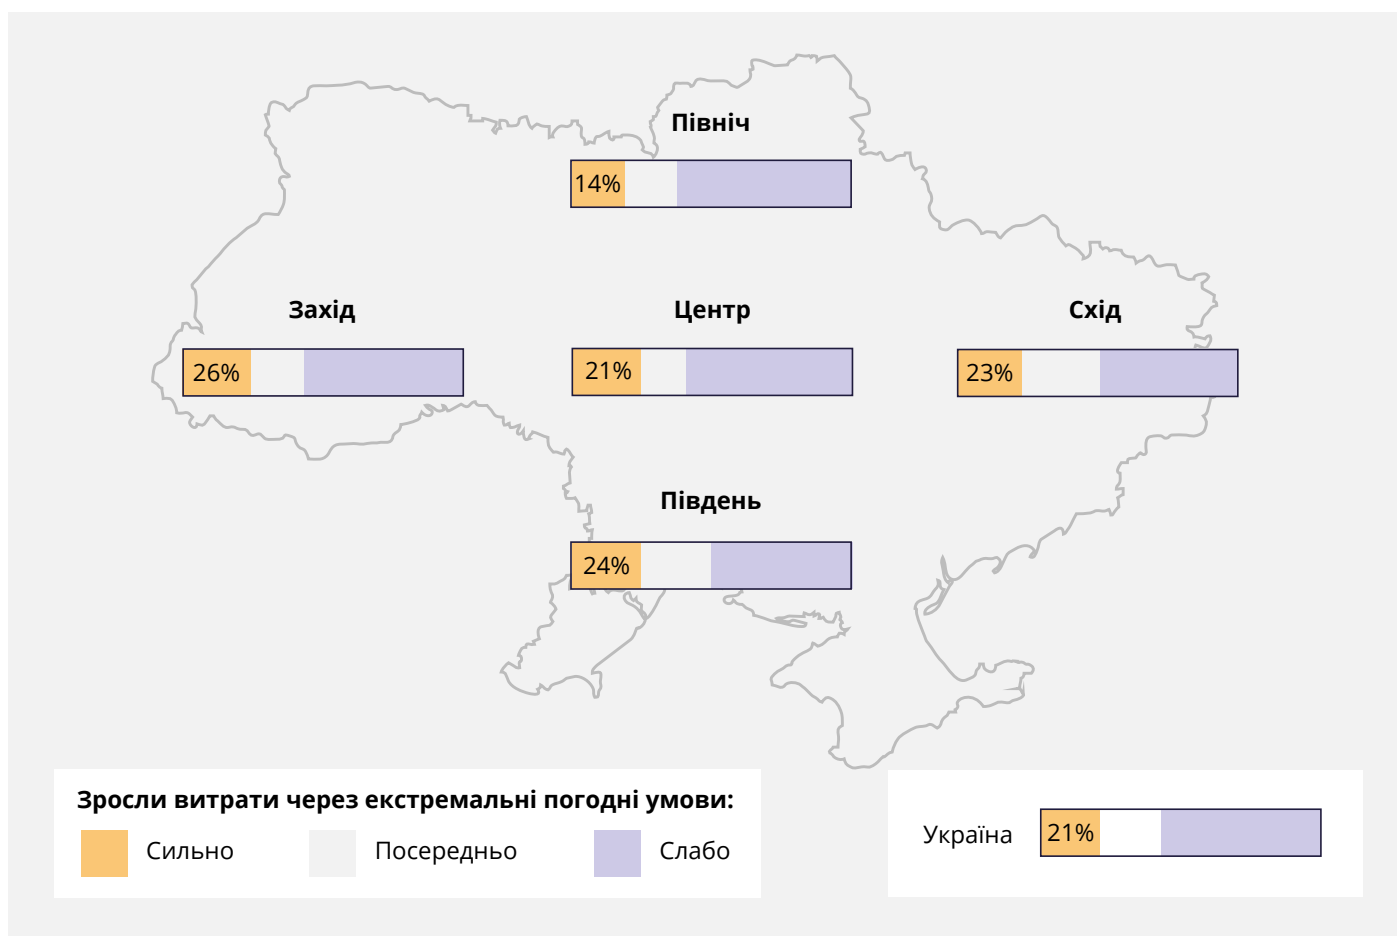 Північ
14%
Захід
26%
Центр
21%
Схід
23%
Південь
24%
Зросли витрати через екстремальні погодні умови:
Сильно
Посередньо
Слабо
Україна
21%